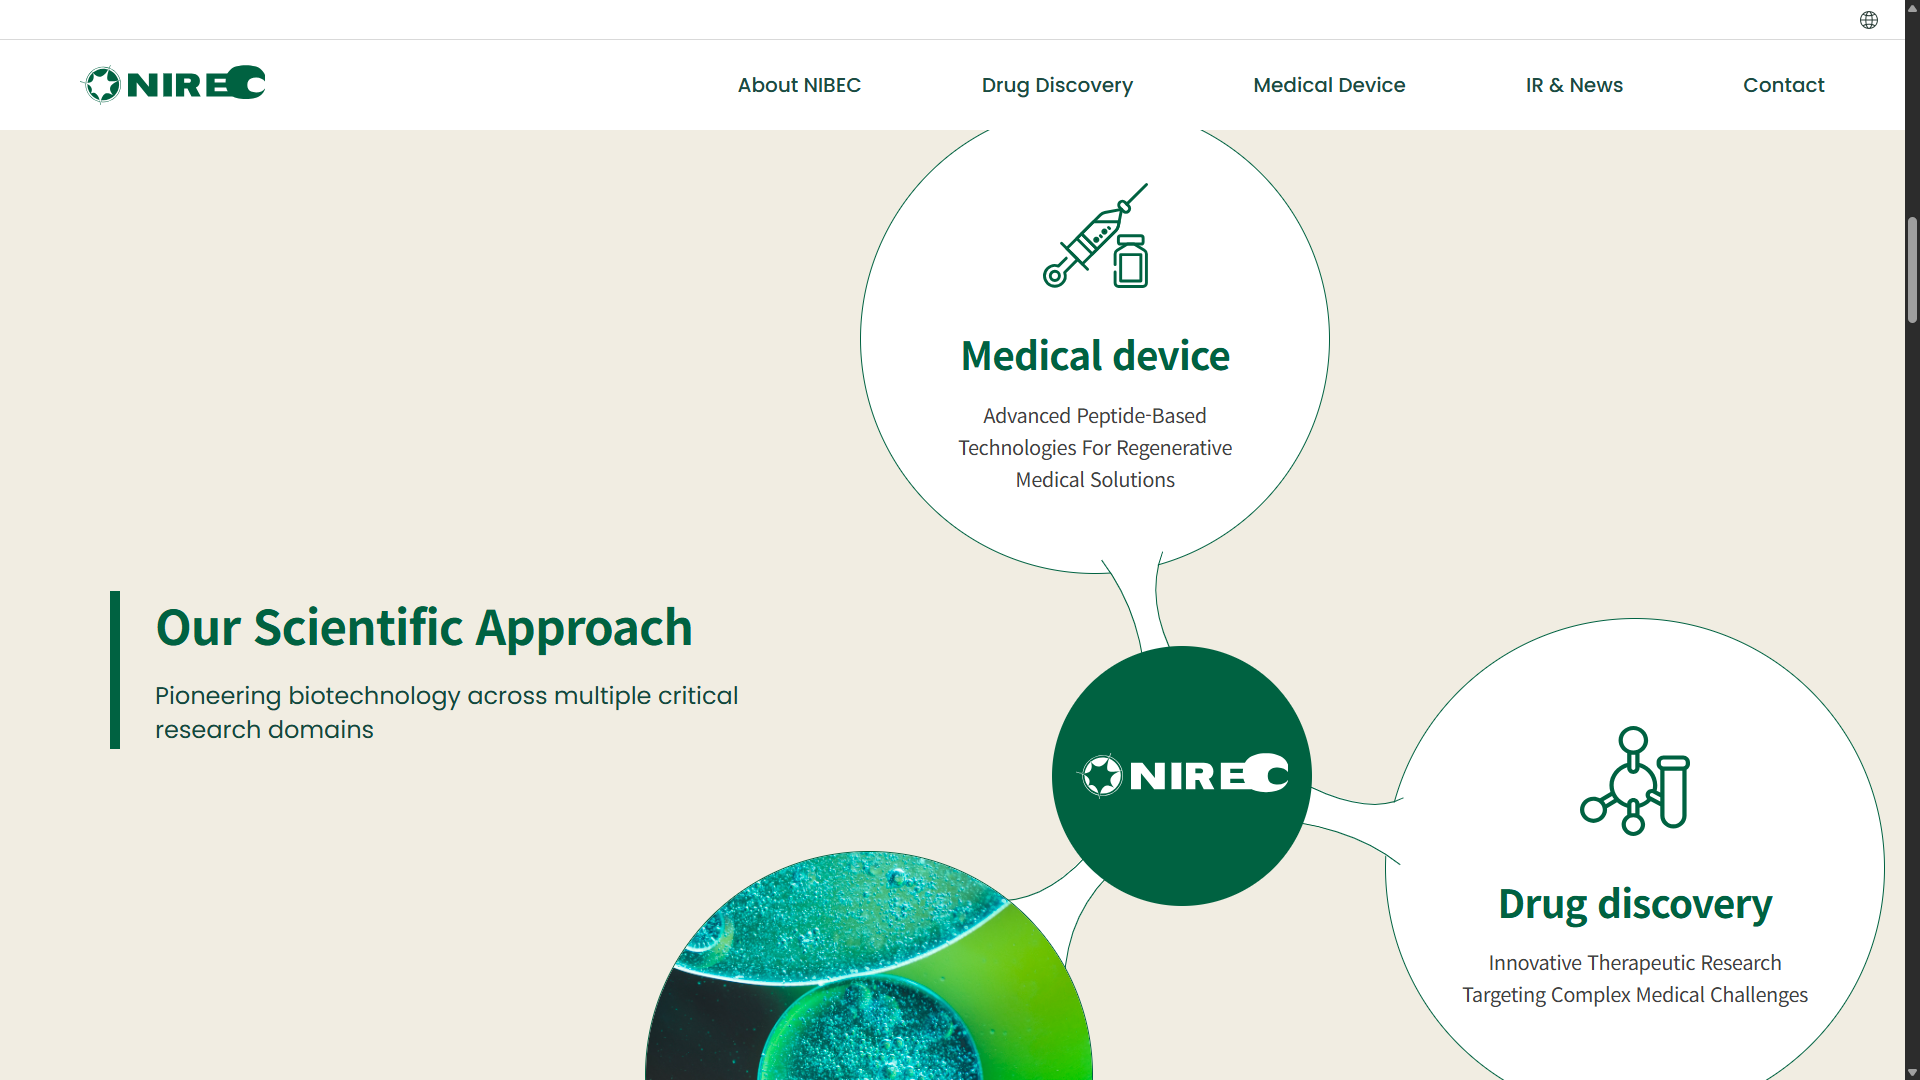 NIREC
About NIBEC
Drug Discovery
Medical Device
IR & News
Contact
Medical device
Advanced Peptide-Based
Technologies For Regenerative
Medical Solutions
Our Scientific Approach
Pioneering biotechnology across multiple critical
research domains
NIREC
Drug discovery
Innovative Therapeutic Research
Targeting Complex Medical Challenges